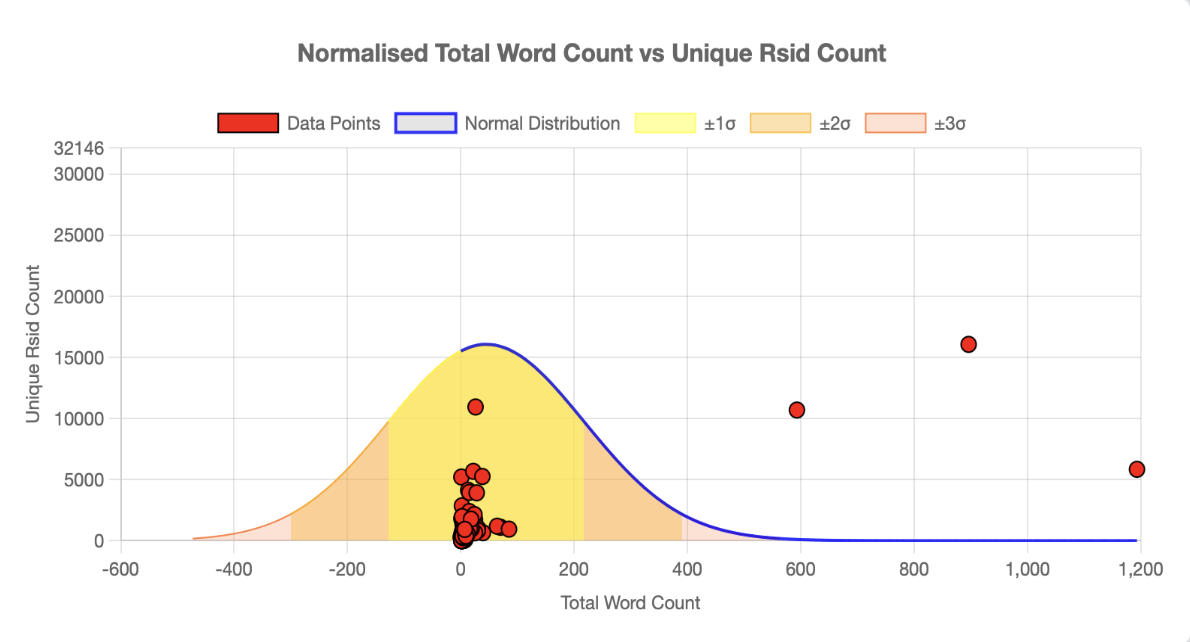 Normalised Total Word Count vs Unique Rsid Count
Data Points Normal Distribution ±1σ ±2σ ±3σ
32146
30000
25000
20000
15000
10000
5000
0
Unique Rsid Count
-600 -400 -200 0 200 400 600 800 1,000 1,200
Total Word Count